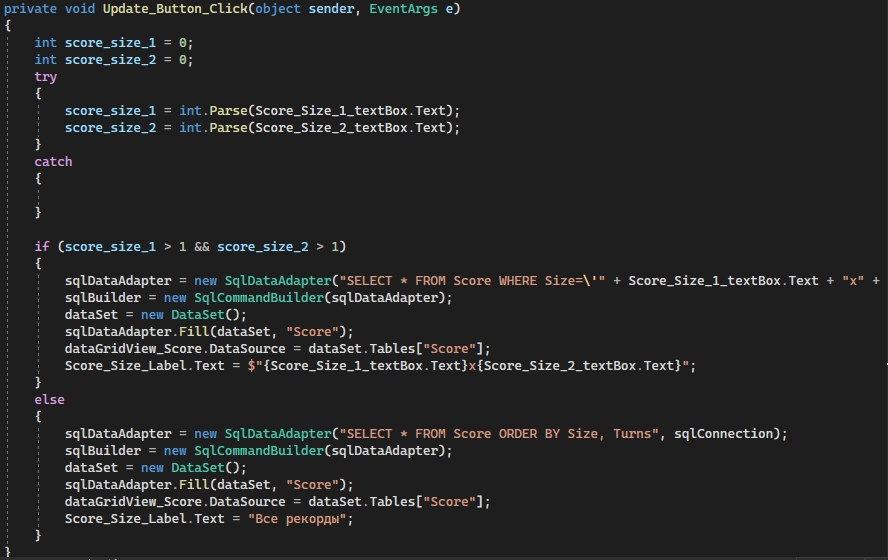 private void Update_Button_Click(object sender, EventArgs e)
{
int score_size_1 = 0;
int score_size_2 = 0;
try
{
score_size_1 = int.Parse(Score_Size_1_textBox.Text);
score_size_2 = int.Parse(Score_Size_2_textBox.Text);
}
catch
{
}
if (score_size_1 > 1 && score_size_2 > 1)
{
sqlDataAdapter = new SqlDataAdapter("SELECT * FROM Score WHERE Size=\'" + Score_Size_1_textBox.Text + "x" +
sqlBuilder = new SqlCommandBuilder(sqlDataAdapter);
dataSet = new DataSet();
sqlDataAdapter.Fill(dataSet, "Score");
dataGridView_Score.DataSource = dataSet.Tables["Score"];
Score_Size_Label.Text = $"{Score_Size_1_textBox.Text}x{Score_Size_2_textBox.Text}";
}
else
{
sqlDataAdapter = new SqlDataAdapter("SELECT * FROM Score ORDER BY Size, Turns", sqlConnection);
sqlBuilder = new SqlCommandBuilder(sqlDataAdapter);
dataSet = new DataSet();
sqlDataAdapter.Fill(dataSet, "Score");
dataGridView_Score.DataSource = dataSet.Tables["Score"];
Score_Size_Label.Text = "Все рекорды";
}
}